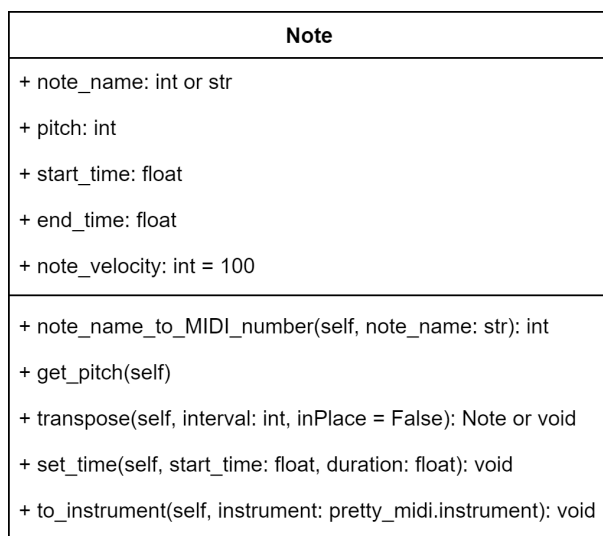 Note
+ note_name: int or str
+ pitch: int
+ start_time: float
+ end_time: float
+ note_velocity: int = 100
+ note_name_to_MIDI_number(self, note_name: str): int
+ get_pitch(self)
+ transpose(self, interval: int, inPlace = False): Note or void
+ set_time(self, start_time: float, duration: float): void
+ to_instrument(self, instrument: pretty_midi.instrument): void